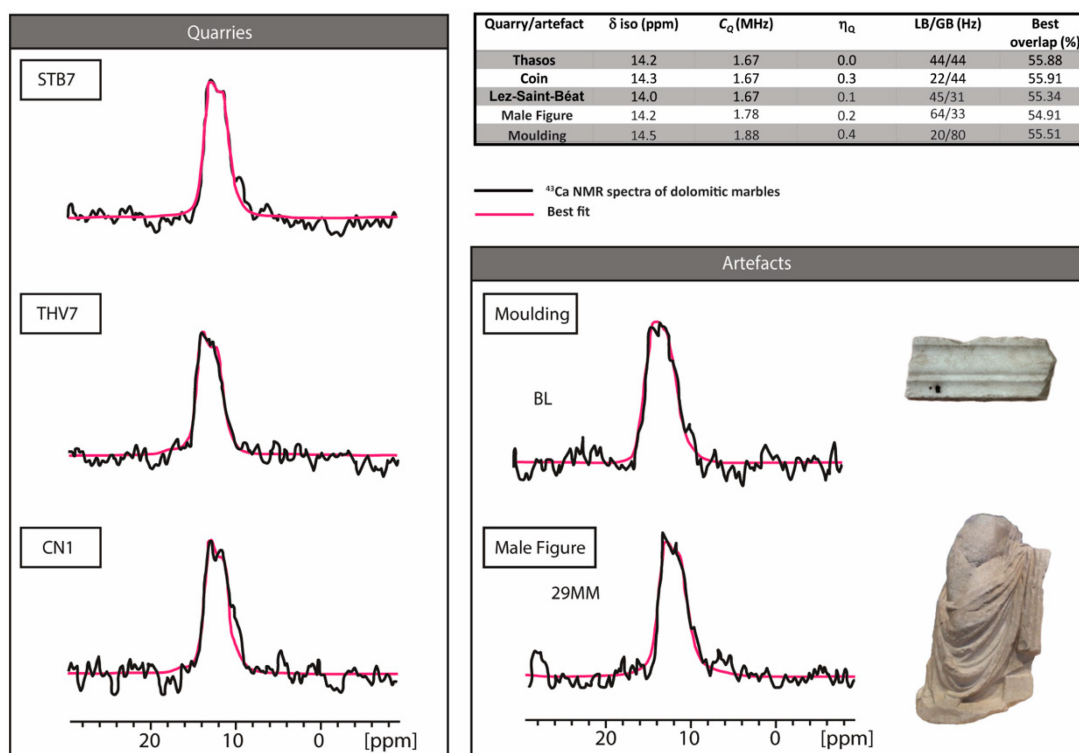 Quarries
STB7
THV7
CN1
20 10 0 [ppm]
Quarry/artefact δ iso (ppm) CQ (MHz) ηQ LB/GB (Hz) Best overlap (%)
Thasos 14.2 1.67 0.0 44/44 55.88
Coin 14.3 1.67 0.3 22/44 55.91
Lez-Saint-Béat 14.0 1.67 0.1 45/31 55.34
Male Figure 14.2 1.78 0.2 64/33 54.91
Moulding 14.5 1.88 0.4 20/80 55.51
⁴³Ca NMR spectra of dolomitic marbles
Best fit
Artefacts
Moulding
BL
Male Figure
29MM
20 10 0 [ppm]